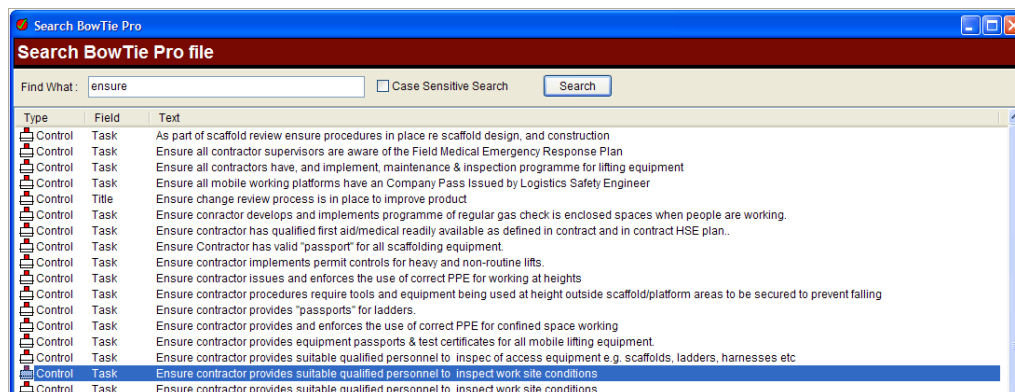 Search BowTie Pro
Search BowTie Pro file
Find What : ensure Case Sensitive Search Search
Type Field Text
Control Task As part of scaffold review ensure procedures in place re scaffold design, and construction
Control Task Ensure all contractor supervisors are aware of the Field Medical Emergency Response Plan
Control Task Ensure all contractors have, and implement, maintenance & inspection programme for lifting equipment
Control Task Ensure all mobile working platforms have an Company Pass Issued by Logistics Safety Engineer
Control Title Ensure change review process is in place to improve product
Control Task Ensure conractor develops and implements programme of regular gas check is enclosed spaces when people are working.
Control Task Ensure contractor has qualified first aid/medical readily available as defined in contract and in contract HSE plan..
Control Task Ensure Contractor has valid "passport" for all scaffolding equipment.
Control Task Ensure contractor implements permit controls for heavy and non-routine lifts.
Control Task Ensure contractor issues and enforces the use of correct PPE for working at heights
Control Task Ensure contractor procedures require tools and equipment being used at height outside scaffold/platform areas to be secured to prevent falling
Control Task Ensure contractor provides "passports" for ladders.
Control Task Ensure contractor provides and enforces the use of correct PPE for confined space working
Control Task Ensure contractor provides equipment passports & test certificates for all mobile lifting equipment.
Control Task Ensure contractor provides suitable qualified personnel to inspec of access equipment e.g. scaffolds, ladders, harnesses etc
Control Task Ensure contractor provides suitable qualified personnel to inspect work site conditions
Control Task Ensure contractor provides suitable qualified personnel to inspect work site conditions